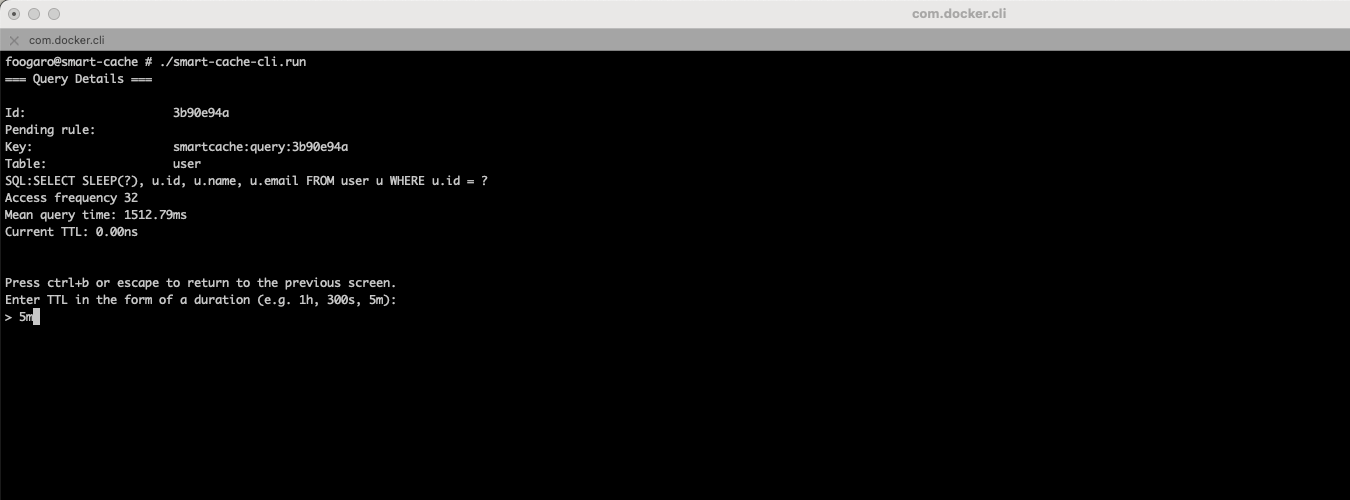 com.docker.cli
com.docker.cli
foogaro@smart-cache # ./smart-cache-cli.run
=== Query Details ===
Id: 3b90e94a
Pending rule:
Key: smartcache:query:3b90e94a
Table: user
SQL:SELECT SLEEP(?), u.id, u.name, u.email FROM user u WHERE u.id = ?
Access frequency 32
Mean query time: 1512.79ms
Current TTL: 0.00ns
Press ctrl+b or escape to return to the previous screen.
Enter TTL in the form of a duration (e.g. 1h, 300s, 5m):
> 5m